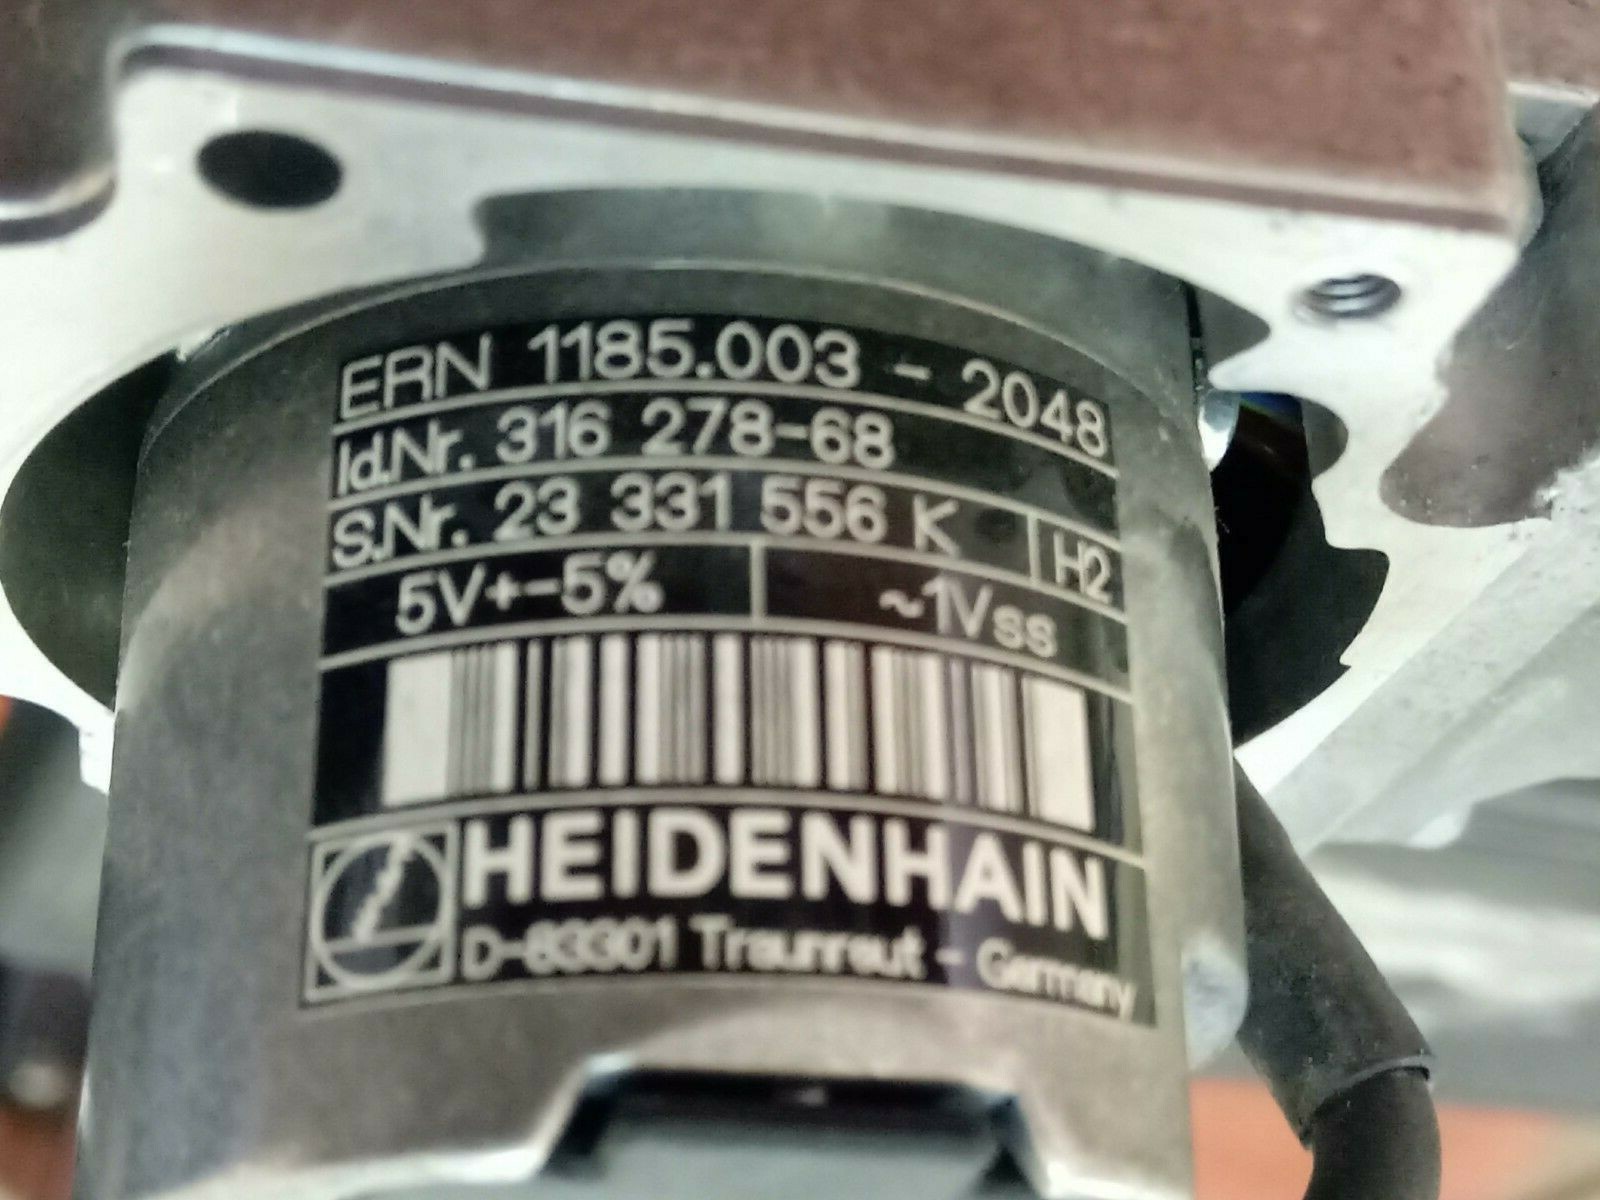 ERN 1185.003 - 2048
Id.Nr. 316 278-68
S.Nr. 23 331 556 K H2
5V+-5% ~1Vss
HEIDENHAIN
D-83301 Traunreut - Germany